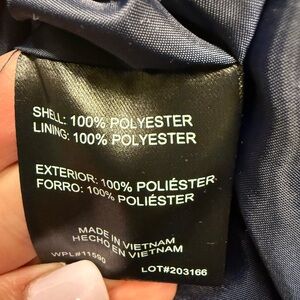 SHELL: 100% POLYESTER
LINING: 100% POLYESTER
EXTERIOR: 100% POLIÉSTER
FORRO: 100% POLIÉSTER
MADE IN VIETNAM
HECHO EN VIETNAM
WPL#11590
LOT#203166